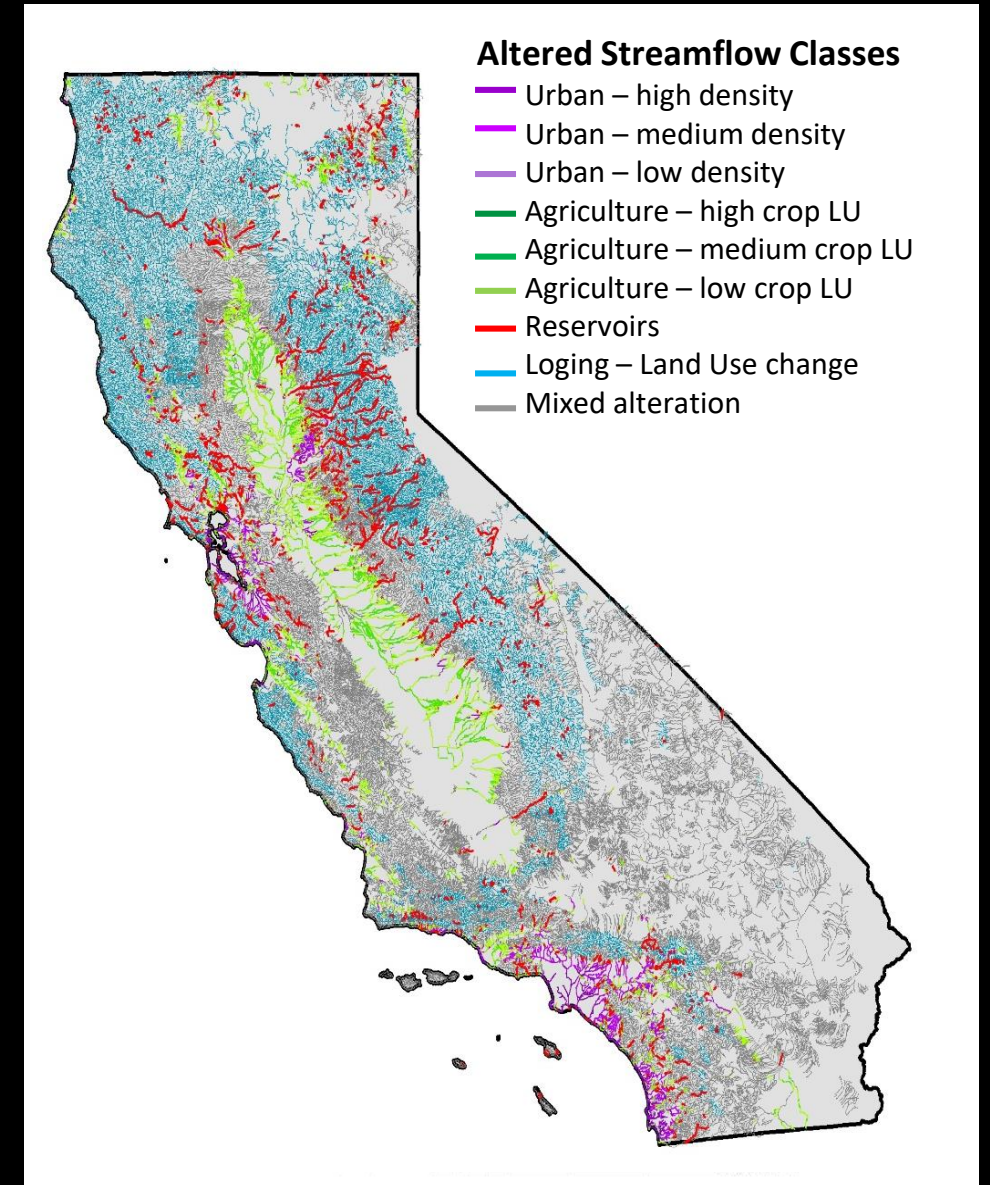 Altered Streamflow Classes
Urban – high density
Urban – medium density
Urban – low density
Agriculture – high crop LU
Agriculture – medium crop LU
Agriculture – low crop LU
Reservoirs
Loging – Land Use change
Mixed alteration